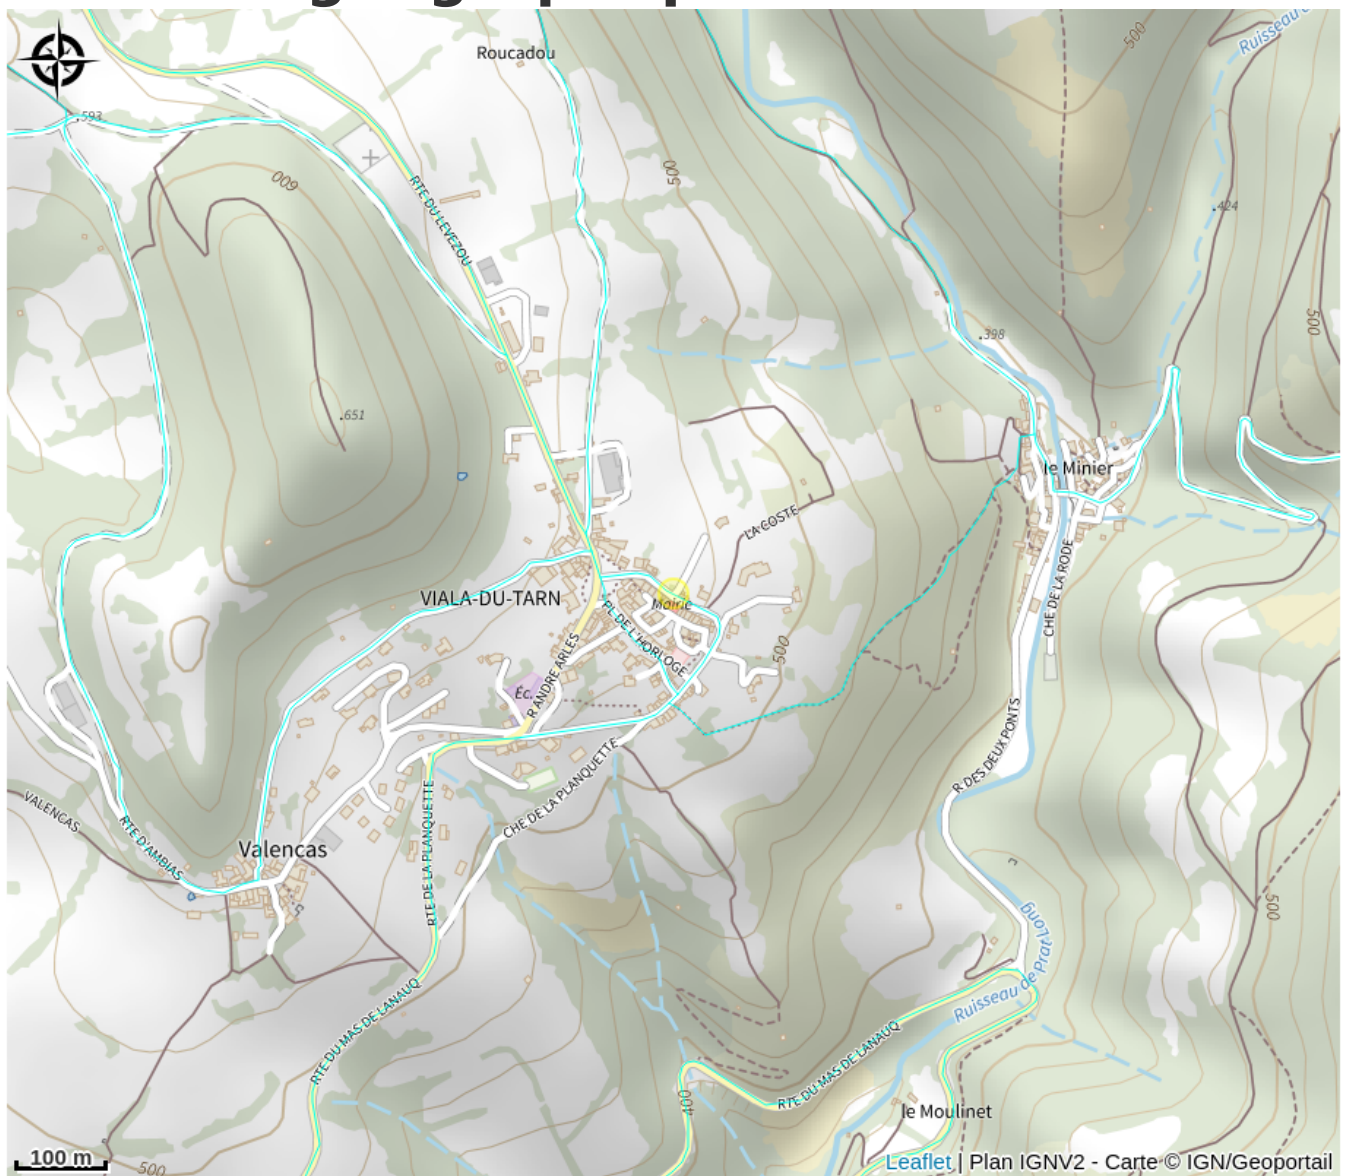 Roucadou
Ruisseau
500
593
600
500
RTE DU LEVEZOU
424
500
398
651
le Minier
LA COSTE
VIALA-DU-TARN
Mairie
PL DE L'HORLOGE
500
CHE DE LA RODE
Éc.
R ANDRE ARLES
R DES DEUX PONTS
CHE DE LA PLANQUETTE
RTE DE LA PLANQUETTE
VALENCAS
RTE D'AMBIAS
Valencas
500
Ruisseau de Prat Long
RTE DU MAS DE LANAUQ
RTE DU MAS DE LANAUQ
400
le Moulinet
100 m
500
Leaflet | Plan IGNV2 - Carte © IGN/Geoportail